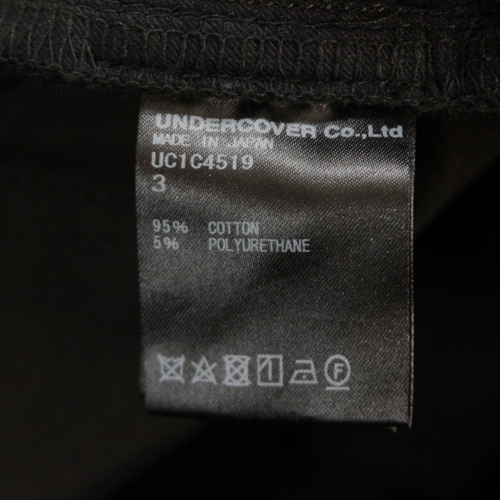 UNDERCOVER Co.,Ltd
MADE IN JAPAN
UC1C4519
3
95% COTTON
5% POLYURETHANE
F